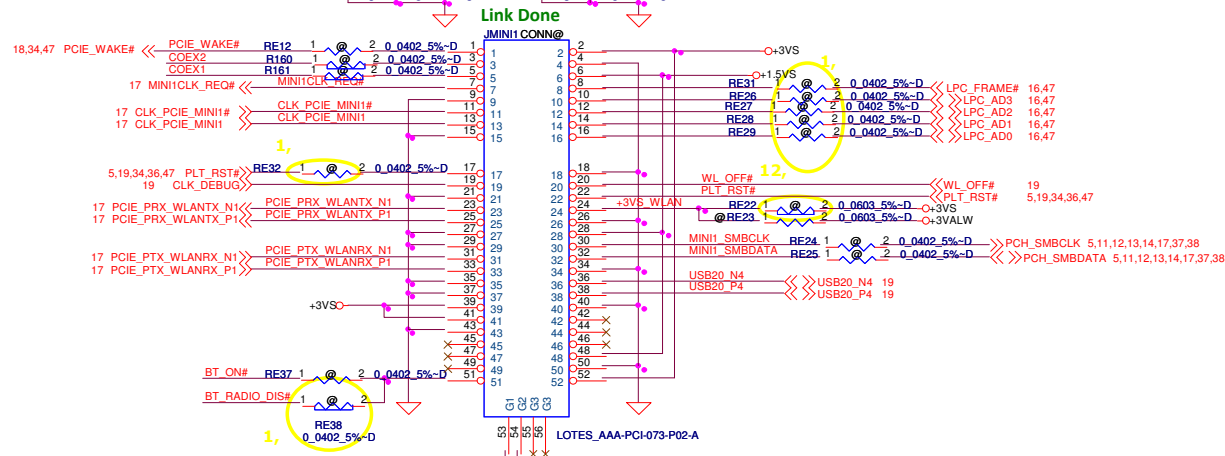 Link Done
JMINI1 CONN@
18,34,47 PCIE_WAKE# PCIE_WAKE# RE12 1 @ 2 0_0402_5%~D 1 1 2 2 +3VS
COEX2 R160 @ 0_0402_5%~D 3 3 4 4
COEX1 R161 1 @ 2 0_0402_5%~D 5 5 6 6 +1.5VS 1,
17 MINI1CLK_REQ# MINI1CLK_REQ# 7 7 8 8 RE31 1 @ 2 0_0402_5%~D LPC_FRAME# 16,47
9 9 10 10 RE26 1 @ 2 0_0402_5%~D LPC_AD3 16,47
17 CLK_PCIE_MINI1# CLK_PCIE_MINI1# 11 11 12 12 RE27 1 @ 2 0_0402_5%~D LPC_AD2 16,47
17 CLK_PCIE_MINI1 CLK_PCIE_MINI1 13 13 14 14 RE28 1 @ 2 0_0402_5%~D LPC_AD1 16,47
15 15 16 16 RE29 1 @ 2 0_0402_5%~D LPC_AD0 16,47
1, 12,
5,19,34,36,47 PLT_RST# RE32 1 @ 2 0_0402_5%~D 17 17 18 18
19 CLK_DEBUG 19 19 20 20 WL_OFF# WL_OFF# 19
21 21 22 22 PLT_RST# PLT_RST# 5,19,34,36,47
17 PCIE_PRX_WLANTX_N1 PCIE_PRX_WLANTX_N1 23 23 24 24 +3VS_WLAN RE22 1 @ 2 0_0603_5%~D +3VS
17 PCIE_PRX_WLANTX_P1 PCIE_PRX_WLANTX_P1 25 25 26 26 @ RE23 1 2 0_0603_5%~D +3VALW
27 27 28 28
29 29 30 30 MINI1_SMBCLK RE24 1 @ 2 0_0402_5%~D PCH_SMBCLK 5,11,12,13,14,17,37,38
17 PCIE_PTX_WLANRX_N1 PCIE_PTX_WLANRX_N1 31 31 32 32 MINI1_SMBDATA RE25 1 @ 2 0_0402_5%~D PCH_SMBDATA 5,11,12,13,14,17,37,38
17 PCIE_PTX_WLANRX_P1 PCIE_PTX_WLANRX_P1 33 33 34 34
35 35 36 36 USB20_N4 USB20_N4 19
37 37 38 38 USB20_P4 USB20_P4 19
+3VS 39 39 40 40
41 41 42 42
43 43 44 44
45 45 46 46
47 47 48 48
49 49 50 50
BT_ON# RE37 1 @ 2 0_0402_5%~D 51 51 52 52
BT_RADIO_DIS# 1 @ 2
G1 G2 G3 G3
RE38
1, 0_0402_5%~D
53 54 55 56
LOTES_AAA-PCI-073-P02-A